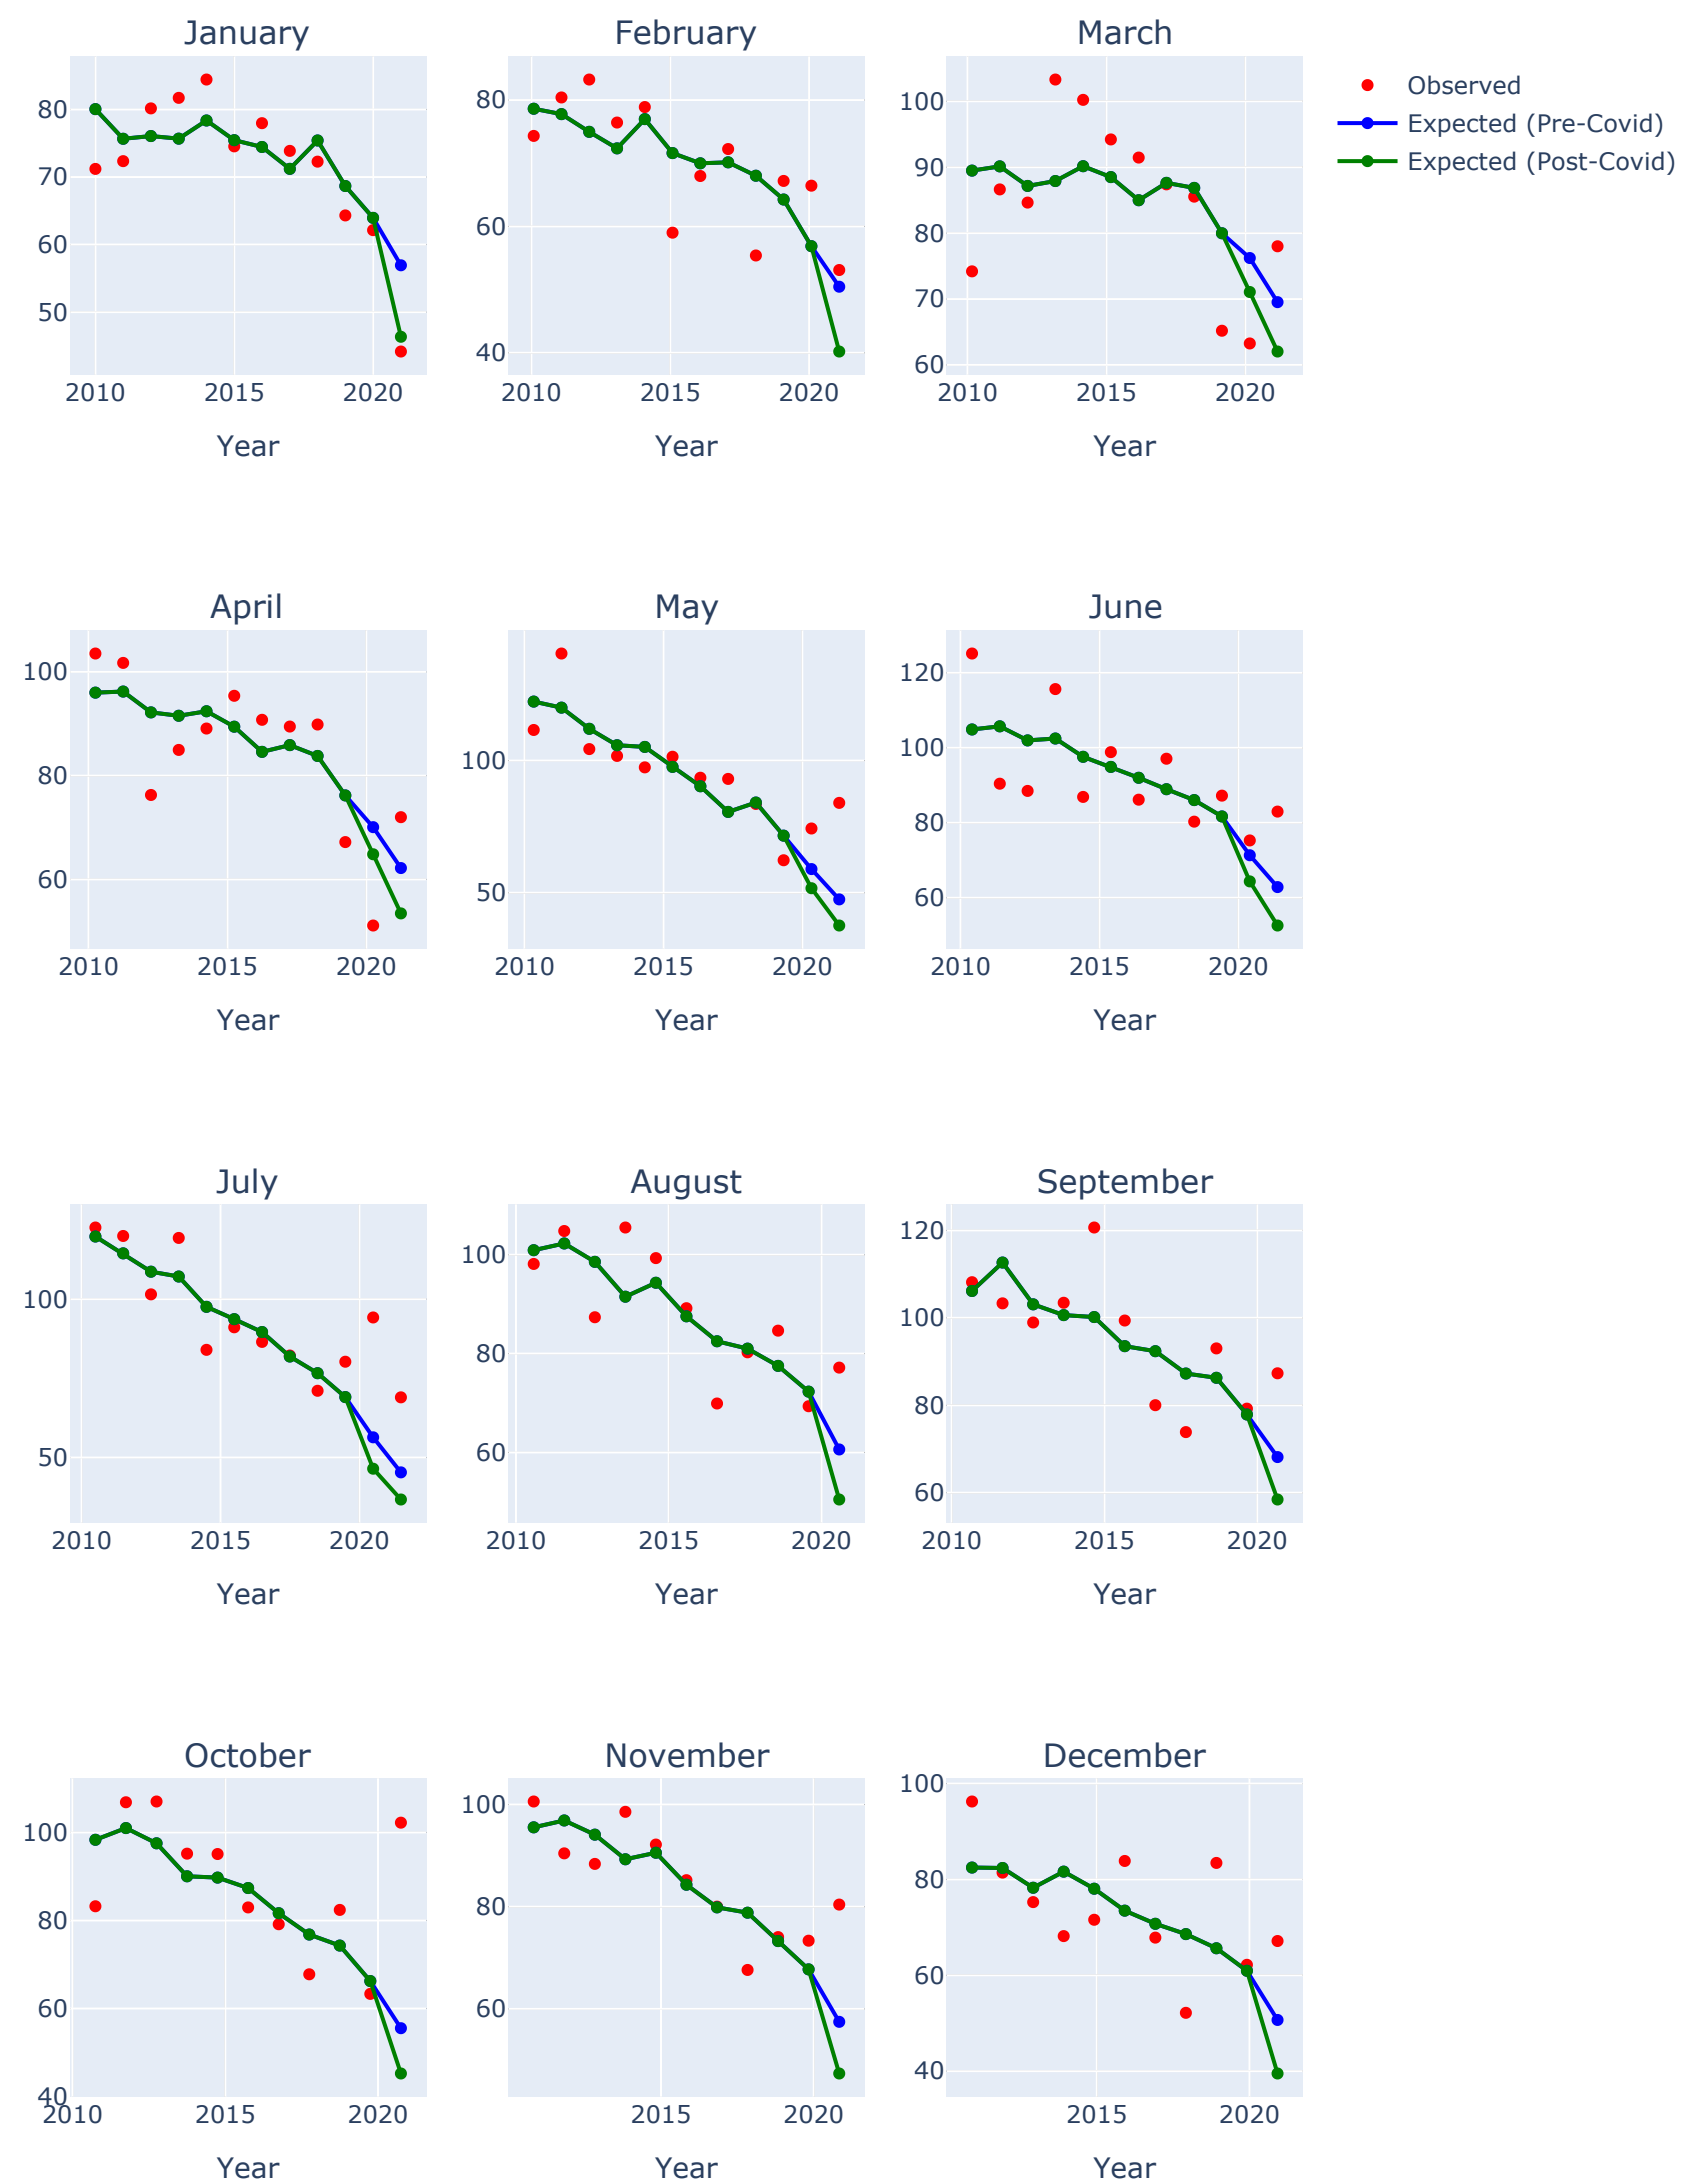 January
February
March
Observed
Expected (Pre-Covid)
Expected (Post-Covid)
80
70
60
50
2010 2015 2020
Year
80
60
40
2010 2015 2020
Year
100
90
80
70
60
2010 2015 2020
Year
April
May
June
100
80
60
2010 2015 2020
Year
100
50
2010 2015 2020
Year
120
100
80
60
2010 2015 2020
Year
July
August
September
100
50
2010 2015 2020
Year
100
80
60
2010 2015 2020
Year
120
100
80
60
2010 2015 2020
Year
October
November
December
100
80
60
40
2010 2015 2020
Year
100
80
60
2015 2020
Year
100
80
60
40
2015 2020
Year